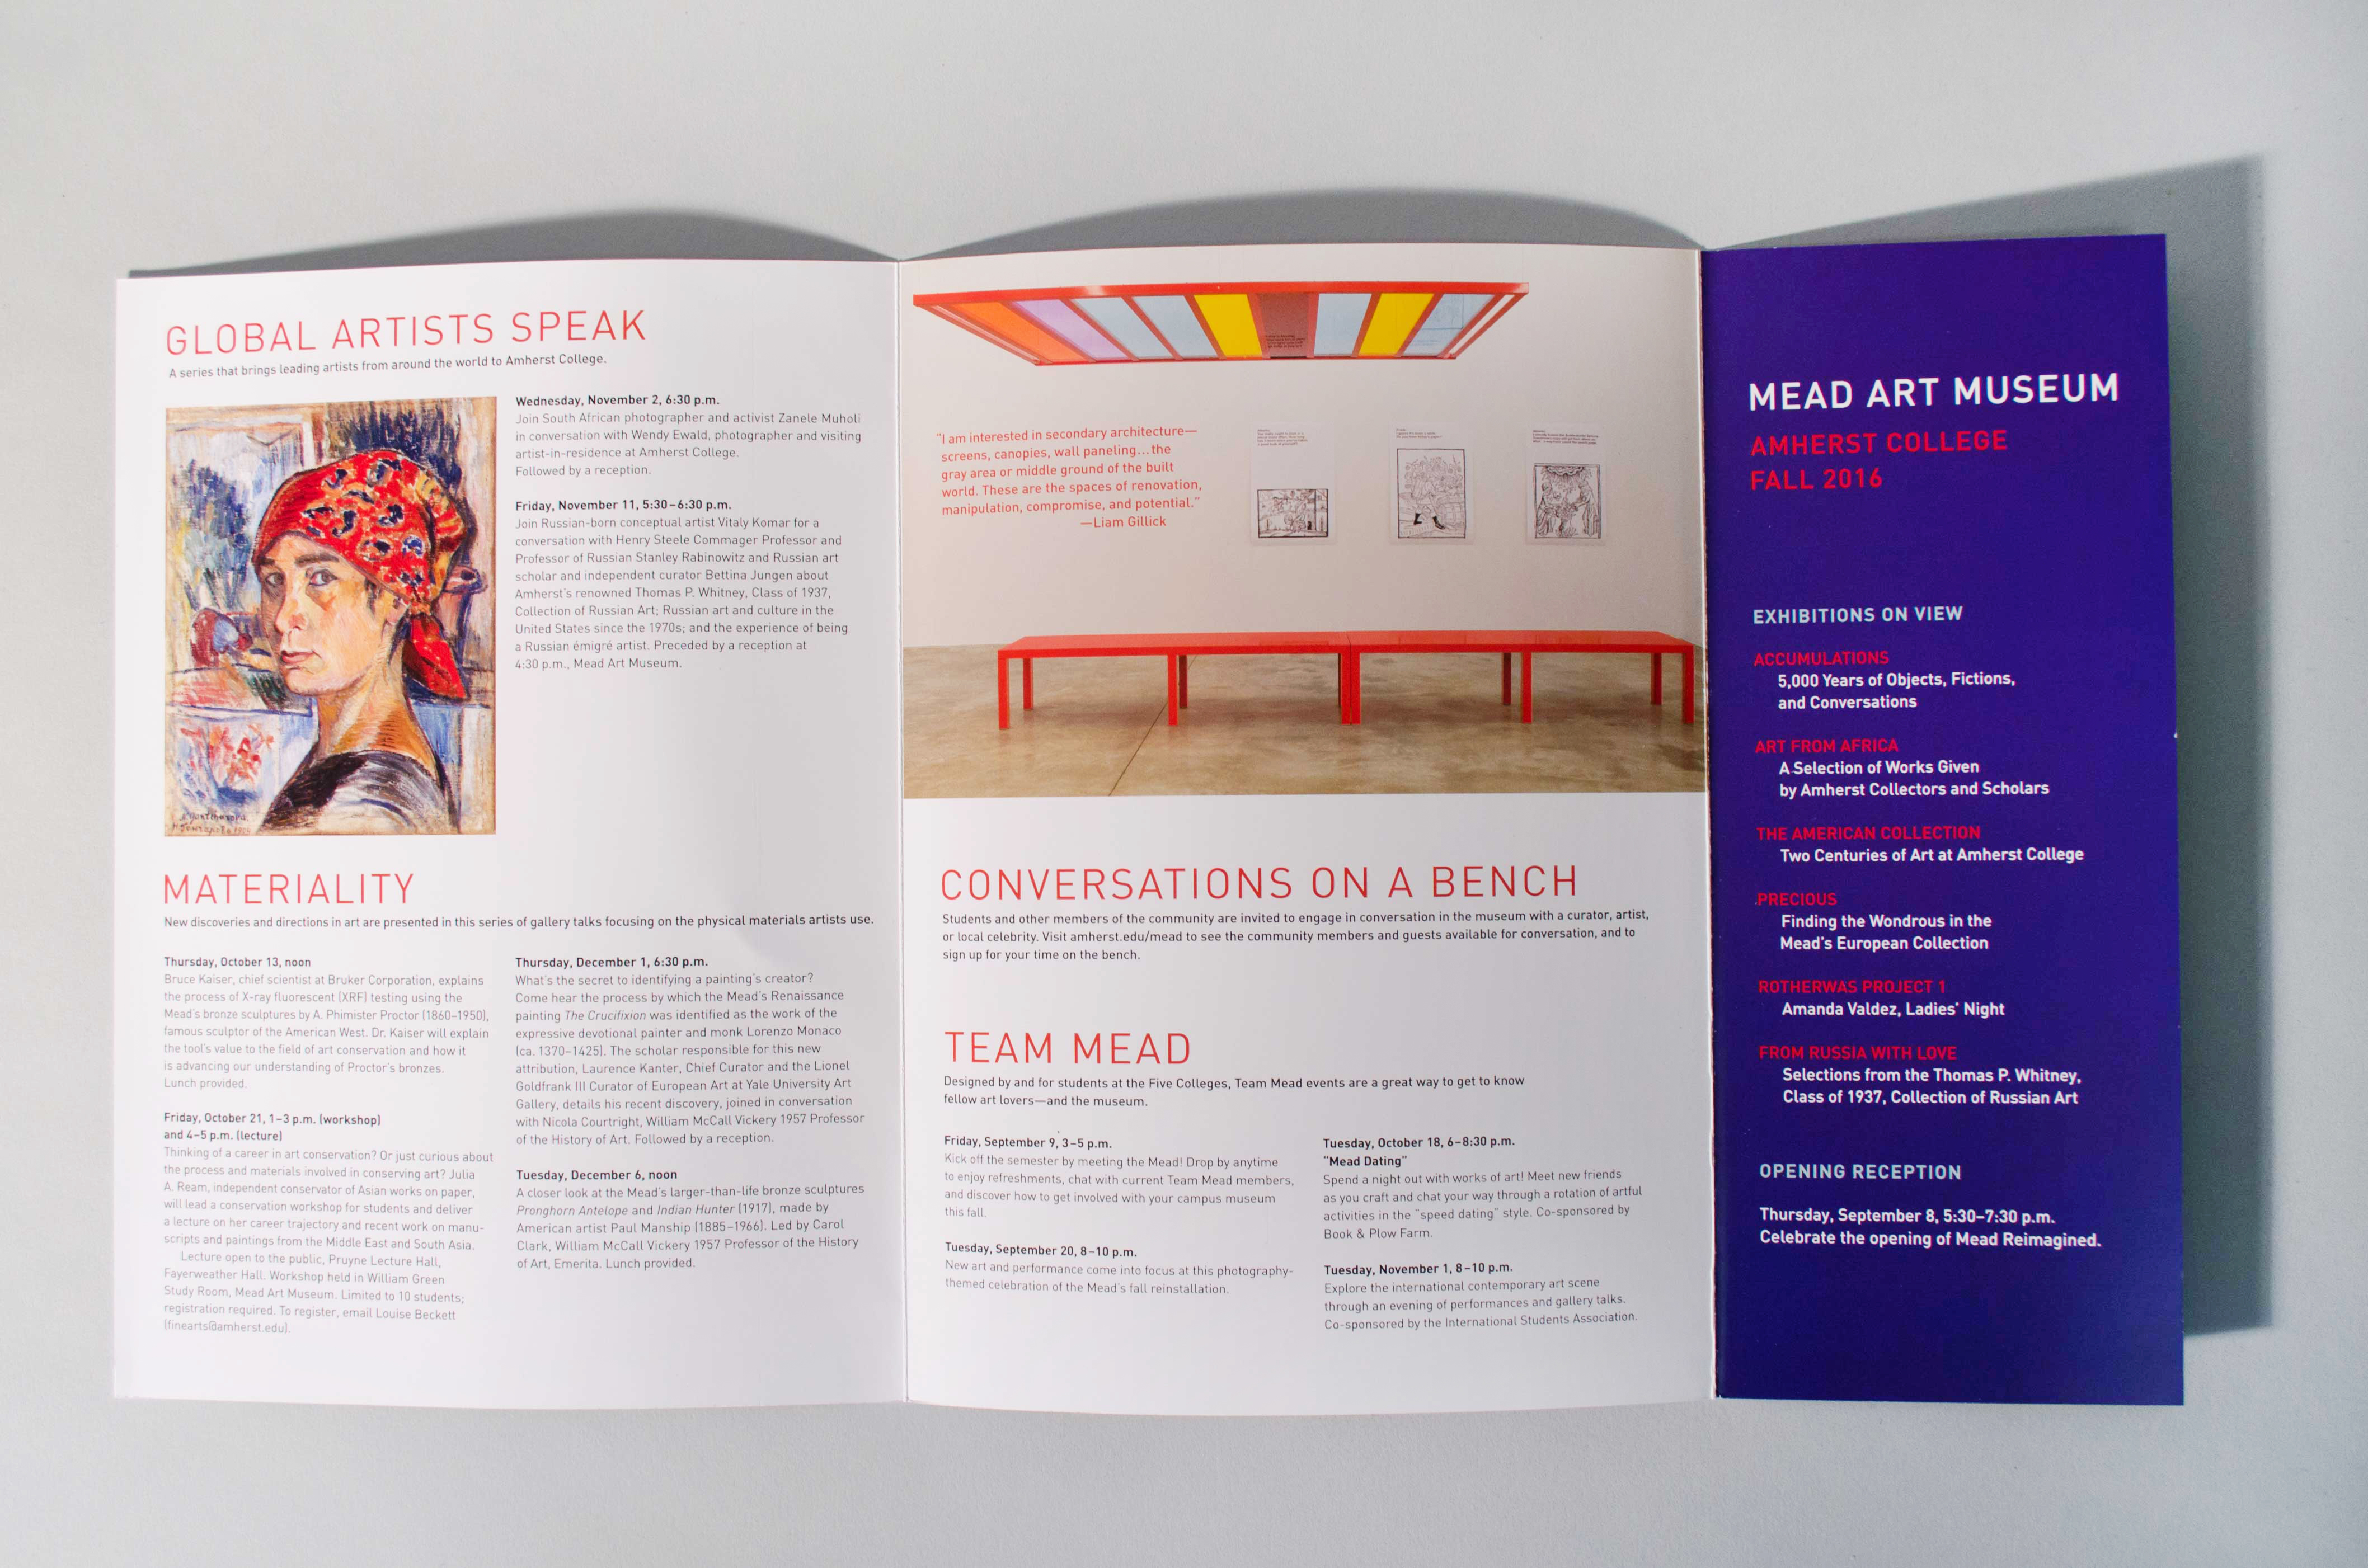 GLOBAL ARTISTS SPEAK
A series that brings leading artists from around the world to Amherst College.
Wednesday, November 2, 6:30 p.m.
Join South African photographer and activist Zanele Muholi
in conversation with Wendy Ewald, photographer and visiting
artist-in-residence at Amherst College.
Followed by a reception.
Friday, November 11, 5:30–6:30 p.m.
Join Russian-born conceptual artist Vitaly Komar for a
conversation with Henry Steele Commager Professor and
Professor of Russian Stanley Rabinowitz and Russian art
scholar and independent curator Bettina Jungen about
Amherst's renowned Thomas P. Whitney, Class of 1937,
Collection of Russian Art; Russian art and culture in the
United States since the 1970s; and the experience of being
a Russian émigré artist. Preceded by a reception at
4:30 p.m., Mead Art Museum.
MATERIALITY
New discoveries and directions in art are presented in this series of gallery talks focusing on the physical materials artists use.
Thursday, October 13, noon
Bruce Kaiser, chief scientist at Bruker Corporation, explains
the process of X-ray fluorescent (XRF) testing using the
Mead's bronze sculptures by A. Phimister Proctor (1860–1950),
famous sculptor of the American West. Dr. Kaiser will explain
the tool's value to the field of art conservation and how it
is advancing our understanding of Proctor's bronzes.
Lunch provided.
Friday, October 21, 1–3 p.m. (workshop)
and 4–5 p.m. (lecture)
Thinking of a career in art conservation? Or just curious about
the process and materials involved in conserving art? Julia
A. Ream, independent conservator of Asian works on paper,
will lead a conservation workshop for students and deliver
a lecture on her career trajectory and recent work on manu-
scripts and paintings from the Middle East and South Asia.
Lecture open to the public, Pruyne Lecture Hall,
Fayerweather Hall. Workshop held in William Green
Study Room, Mead Art Museum. Limited to 10 students;
registration required. To register, email Louise Beckett
(finearts@amherst.edu).
Thursday, December 1, 6:30 p.m.
What's the secret to identifying a painting's creator?
Come hear the process by which the Mead's Renaissance
painting The Crucifixion was identified as the work of the
expressive devotional painter and monk Lorenzo Monaco
(ca. 1370–1425). The scholar responsible for this new
attribution, Laurence Kanter, Chief Curator and the Lionel
Goldfrank III Curator of European Art at Yale University Art
Gallery, details his recent discovery, joined in conversation
with Nicola Courtright, William McCall Vickery 1957 Professor
of the History of Art. Followed by a reception.
Tuesday, December 6, noon
A closer look at the Mead's larger-than-life bronze sculptures
Pronghorn Antelope and Indian Hunter (1917), made by
American artist Paul Manship (1885–1966). Led by Carol
Clark, William McCall Vickery 1957 Professor of the History
of Art, Emerita. Lunch provided.
"I am interested in secondary architecture—
screens, canopies, wall paneling...the
gray area or middle ground of the built
world. These are the spaces of renovation,
manipulation, compromise, and potential."
—Liam Gillick
CONVERSATIONS ON A BENCH
Students and other members of the community are invited to engage in conversation in the museum with a curator, artist,
or local celebrity. Visit amherst.edu/mead to see the community members and guests available for conversation, and to
sign up for your time on the bench.
TEAM MEAD
Designed by and for students at the Five Colleges, Team Mead events are a great way to get to know
fellow art lovers—and the museum.
Friday, September 9, 3–5 p.m.
Kick off the semester by meeting the Mead! Drop by anytime
to enjoy refreshments, chat with current Team Mead members,
and discover how to get involved with your campus museum
this fall.
Tuesday, September 20, 8–10 p.m.
New art and performance come into focus at this photography-
themed celebration of the Mead's fall reinstallation.
Tuesday, October 18, 6–8:30 p.m.
"Mead Dating"
Spend a night out with works of art! Meet new friends
as you craft and chat your way through a rotation of artful
activities in the "speed dating" style. Co-sponsored by
Book & Plow Farm.
Tuesday, November 1, 8–10 p.m.
Explore the international contemporary art scene
through an evening of performances and gallery talks.
Co-sponsored by the International Students Association.
MEAD ART MUSEUM
AMHERST COLLEGE
FALL 2016
EXHIBITIONS ON VIEW
ACCUMULATIONS
5,000 Years of Objects, Fictions,
and Conversations
ART FROM AFRICA
A Selection of Works Given
by Amherst Collectors and Scholars
THE AMERICAN COLLECTION
Two Centuries of Art at Amherst College
PRECIOUS
Finding the Wondrous in the
Mead's European Collection
ROTHERWAS PROJECT 1
Amanda Valdez, Ladies' Night
FROM RUSSIA WITH LOVE
Selections from the Thomas P. Whitney,
Class of 1937, Collection of Russian Art
OPENING RECEPTION
Thursday, September 8, 5:30–7:30 p.m.
Celebrate the opening of Mead Reimagined.